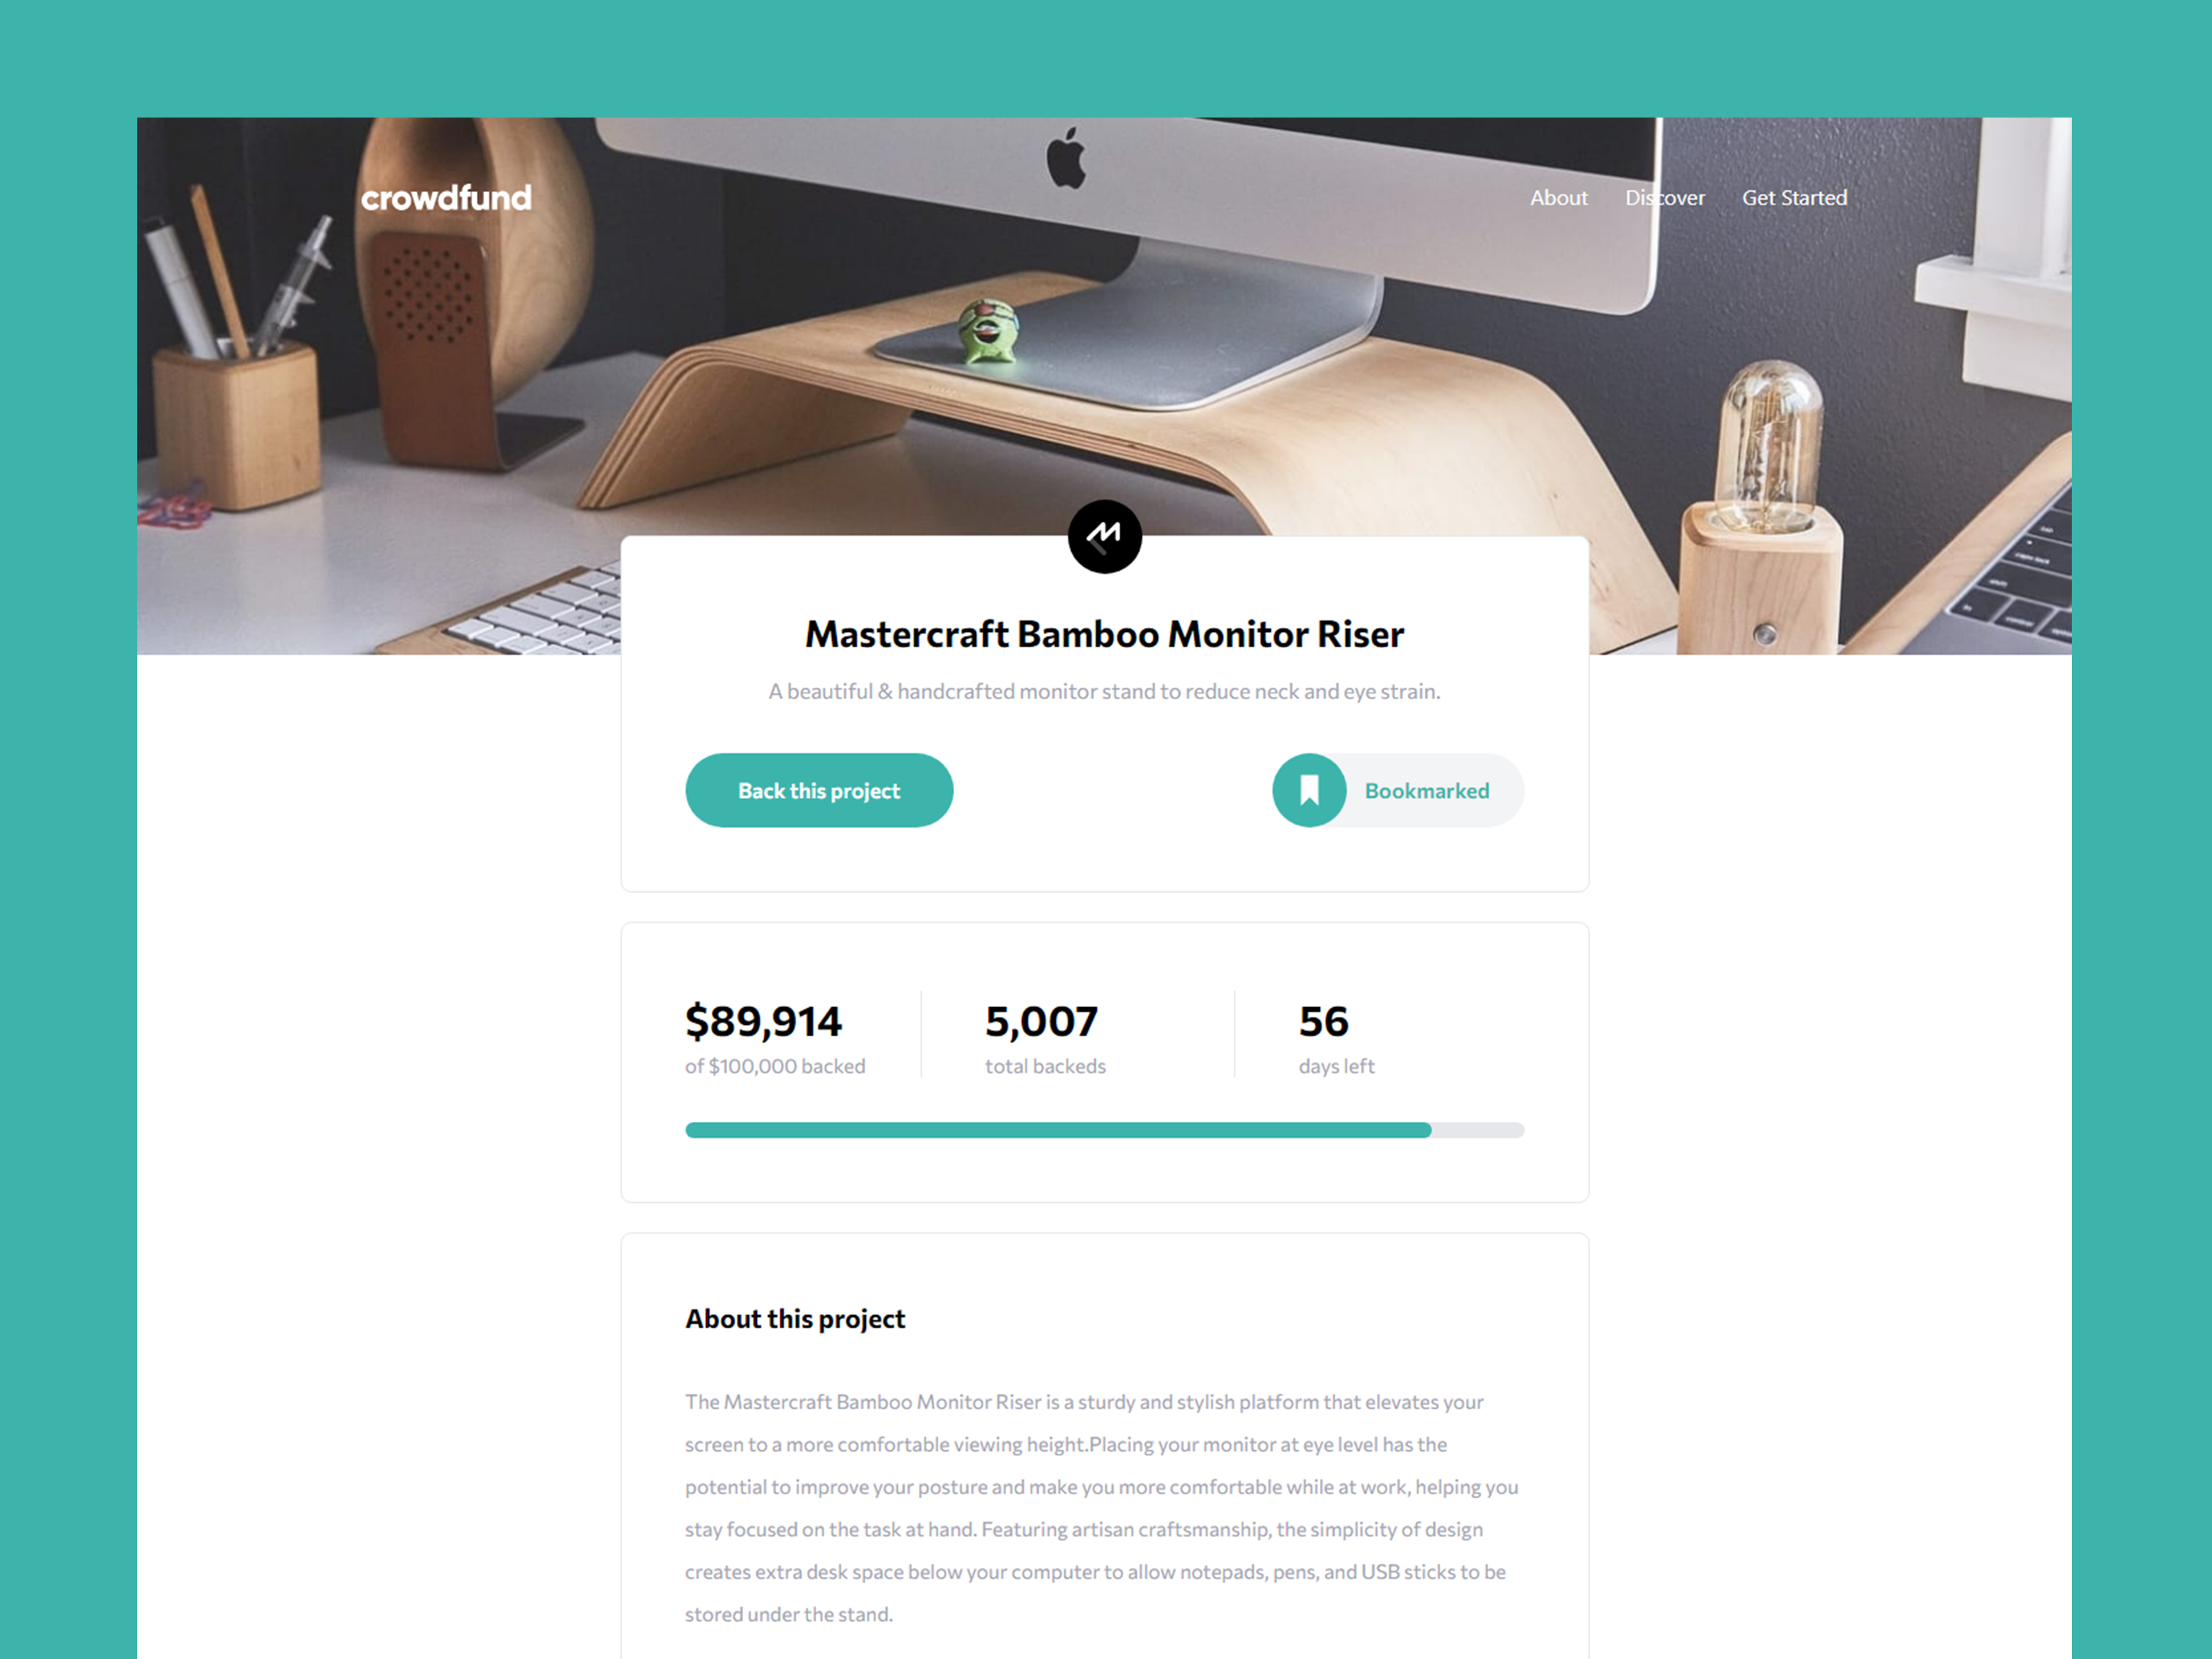 crowdfund
About Discover Get Started
Mastercraft Bamboo Monitor Riser
A beautiful & handcrafted monitor stand to reduce neck and eye strain.
Back this project
Bookmarked
$89,914
of $100,000 backed
5,007
total backeds
56
days left
About this project
The Mastercraft Bamboo Monitor Riser is a sturdy and stylish platform that elevates your
screen to a more comfortable viewing height.Placing your monitor at eye level has the
potential to improve your posture and make you more comfortable while at work, helping you
stay focused on the task at hand. Featuring artisan craftsmanship, the simplicity of design
creates extra desk space below your computer to allow notepads, pens, and USB sticks to be
stored under the stand.